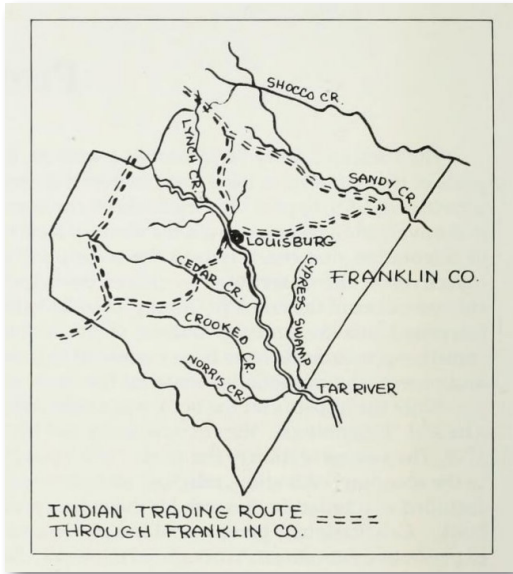 SHOCCO CR.
LYNCH CR.
SANDY CR.
LOUISBURG
FRANKLIN CO.
CEDAR CR.
CYPRESS SWAMP
CROOKED CR.
NORRIS CR.
TAR RIVER
INDIAN TRADING ROUTE
THROUGH FRANKLIN CO.